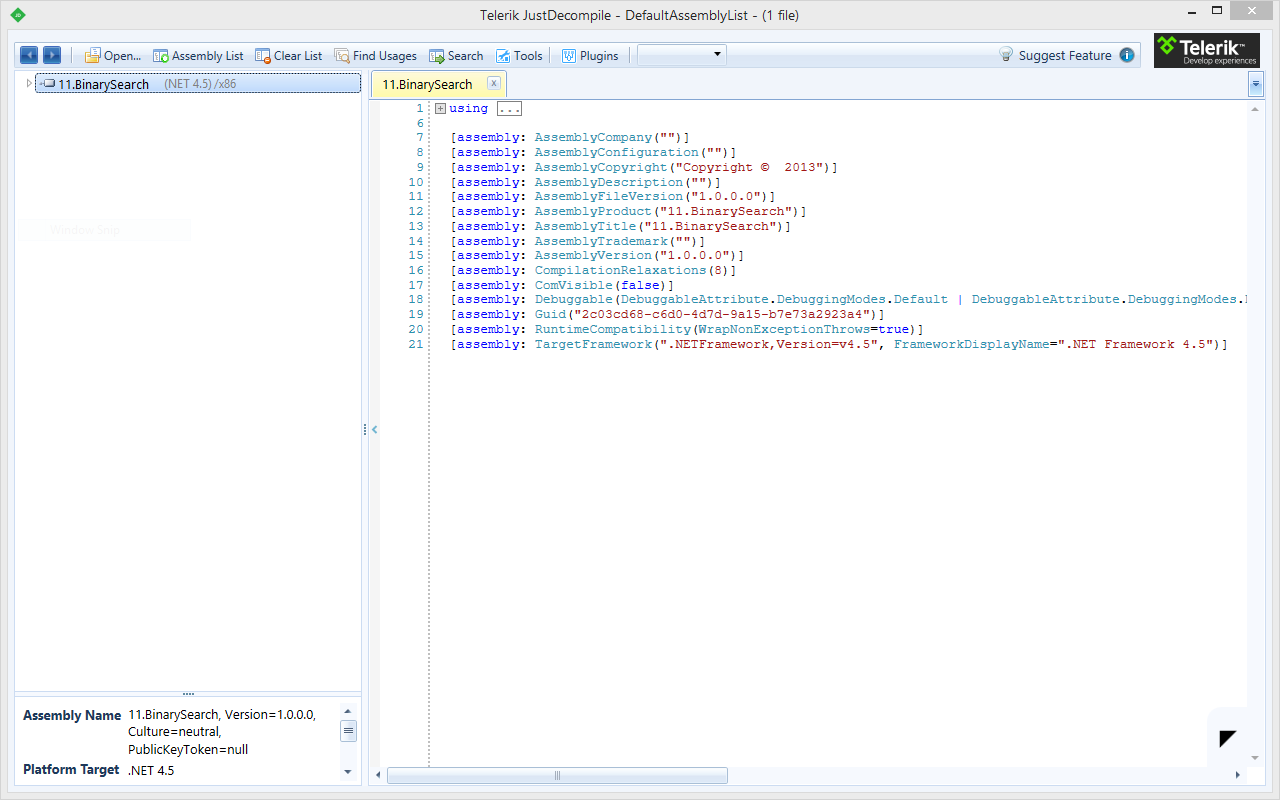 Telerik JustDecompile - DefaultAssemblyList - (1 file)
Open... Assembly List Clear List Find Usages Search Tools Plugins Suggest Feature
Telerik™
Develop experiences
11.BinarySearch (NET 4.5) /x86
11.BinarySearch
1 using ...
6
7 [assembly: AssemblyCompany("")]
8 [assembly: AssemblyConfiguration("")]
9 [assembly: AssemblyCopyright("Copyright ©  2013")]
10 [assembly: AssemblyDescription("")]
11 [assembly: AssemblyFileVersion("1.0.0.0")]
12 [assembly: AssemblyProduct("11.BinarySearch")]
13 [assembly: AssemblyTitle("11.BinarySearch")]
14 [assembly: AssemblyTrademark("")]
15 [assembly: AssemblyVersion("1.0.0.0")]
16 [assembly: CompilationRelaxations(8)]
17 [assembly: ComVisible(false)]
18 [assembly: Debuggable(DebuggableAttribute.DebuggingModes.Default | DebuggableAttribute.DebuggingModes.
19 [assembly: Guid("2c03cd68-c6d0-4d7d-9a15-b7e73a2923a4")]
20 [assembly: RuntimeCompatibility(WrapNonExceptionThrows=true)]
21 [assembly: TargetFramework(".NETFramework,Version=v4.5", FrameworkDisplayName=".NET Framework 4.5")]
Window Snip
Assembly Name 11.BinarySearch, Version=1.0.0.0,
Culture=neutral,
PublicKeyToken=null
Platform Target .NET 4.5